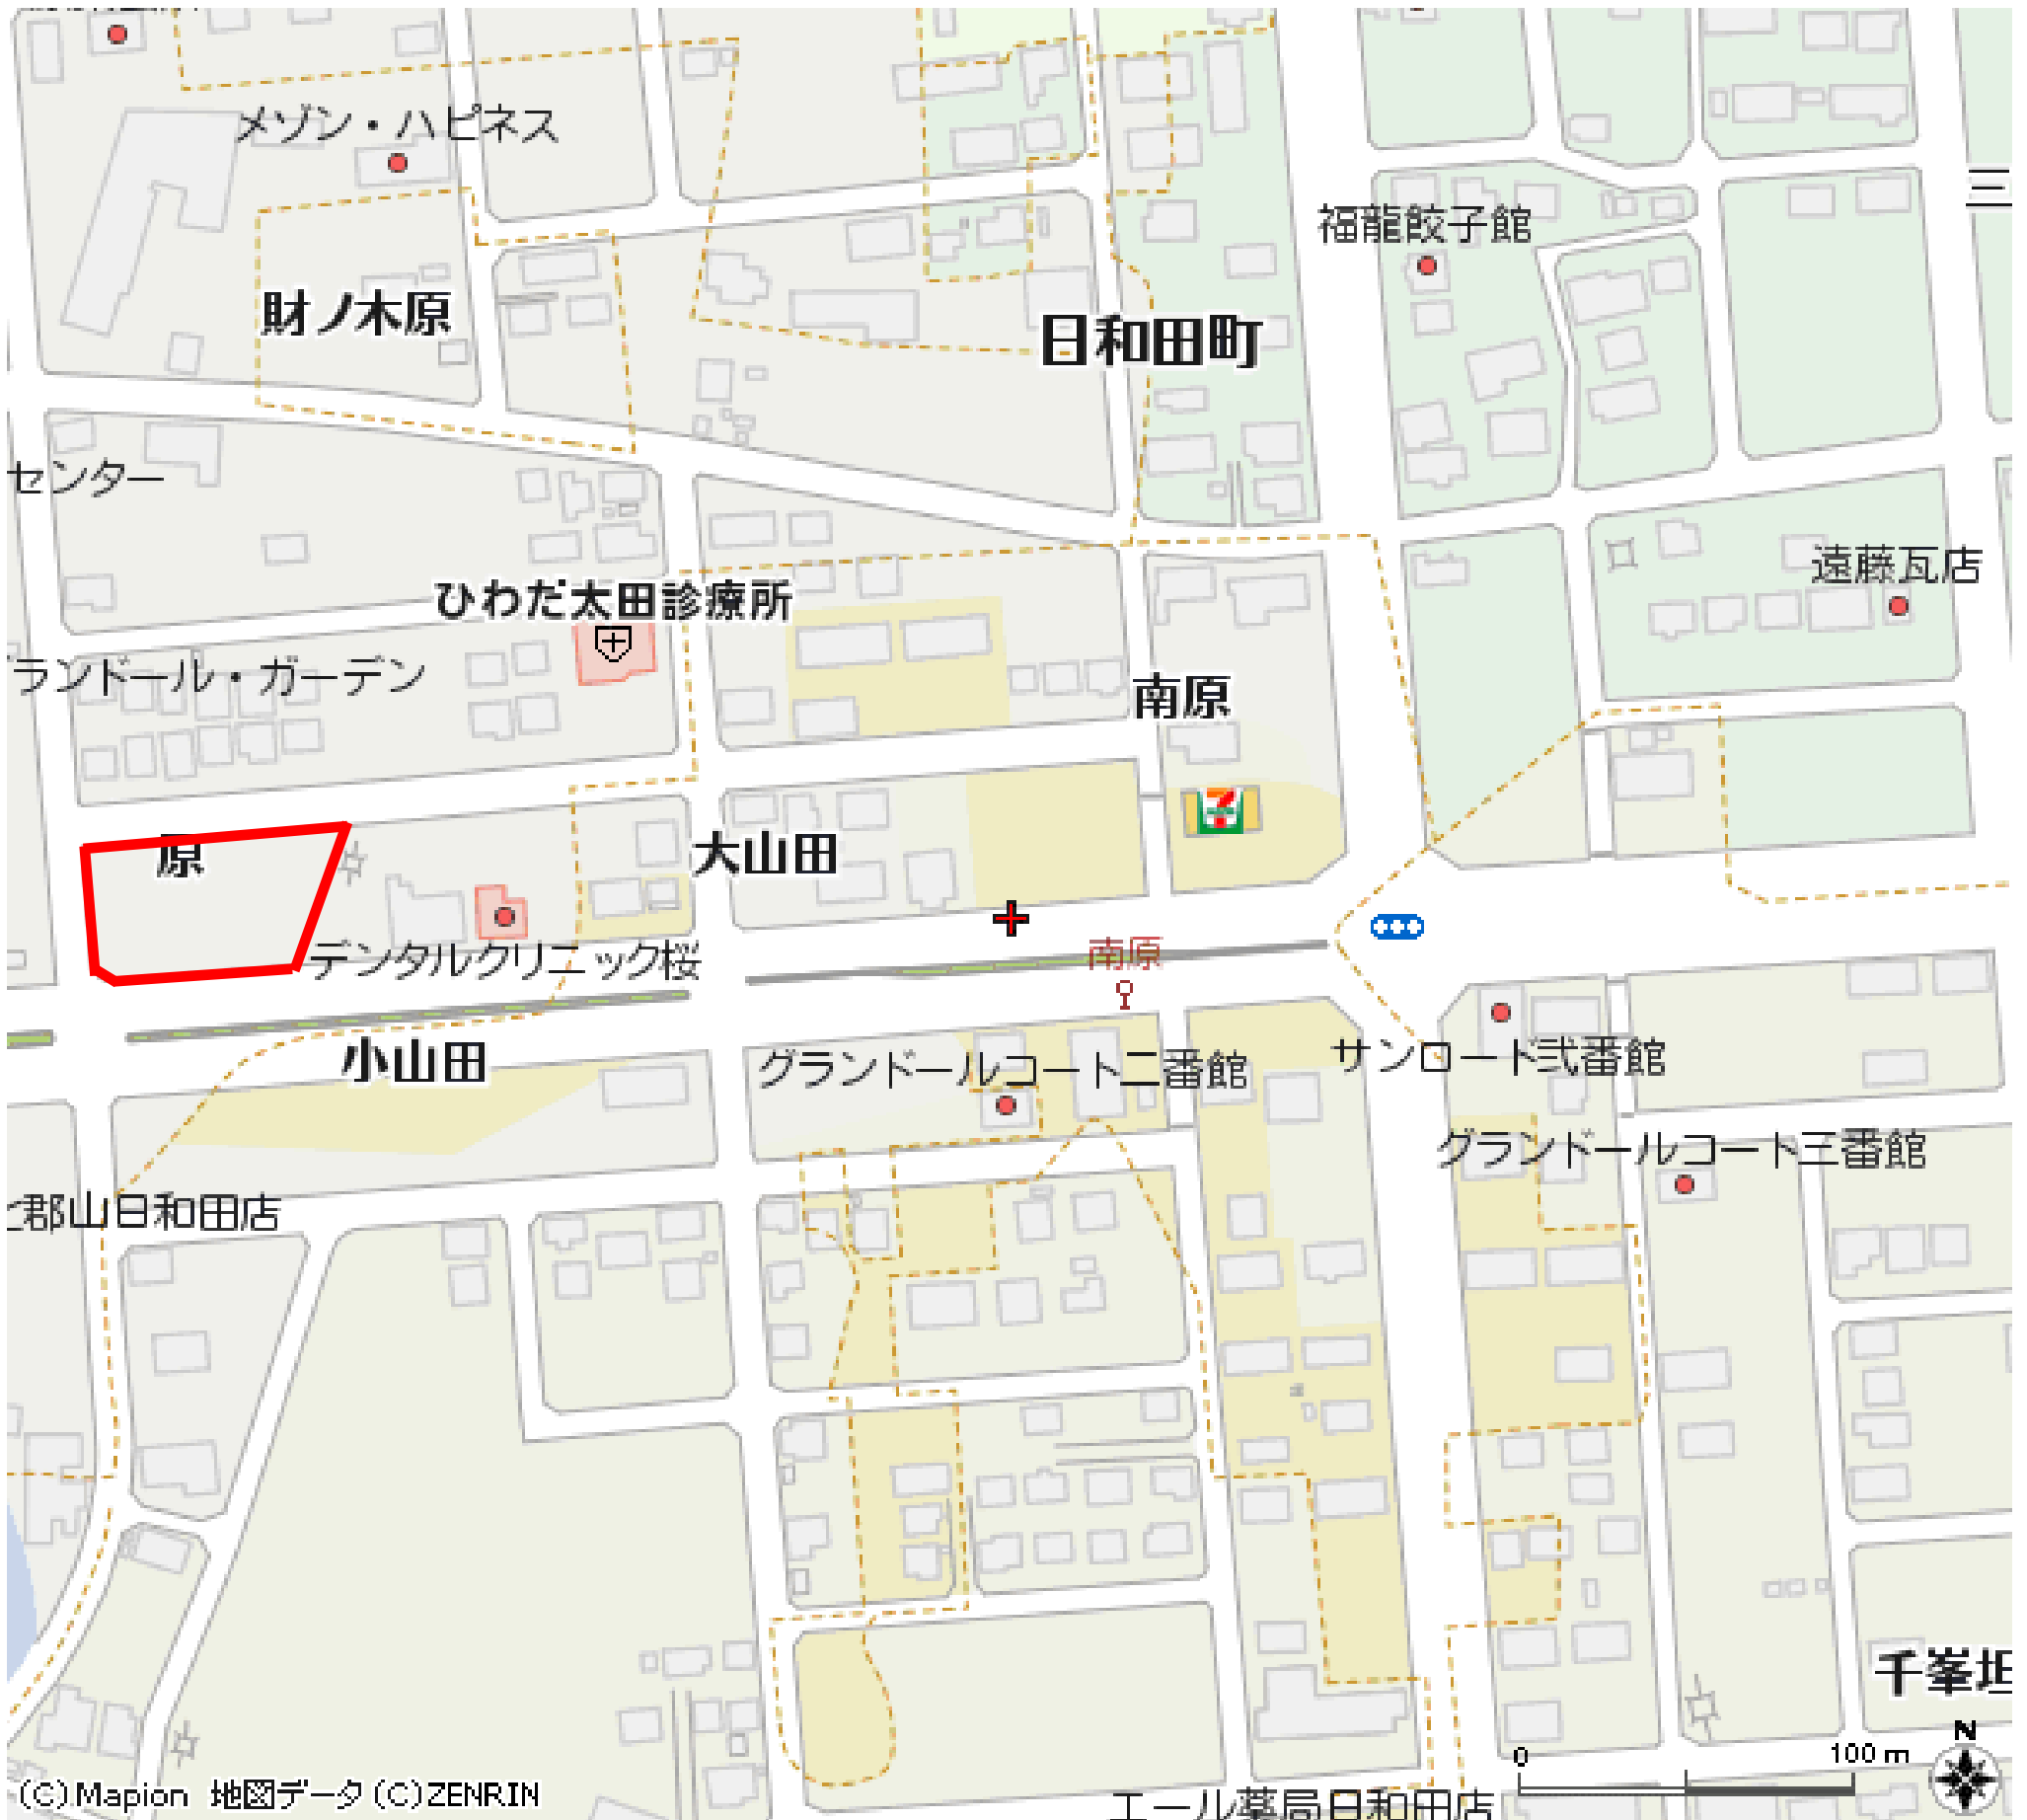 メゾン・ハピネス
三
福龍餃子館
財ノ木原
日和田町
センター
遠藤瓦店
ひわだ太田診療所
ランドール・ガーデン
南原
原
大山田
デンタルクリニック桜
南原
小山田
グランドールコート二番館
サンロード弐番館
グランドールコート三番館
郡山日和田店
千峯坦
N
0
100 m
(C)Mapion 地図データ(C)ZENRIN
エール薬局日和田店